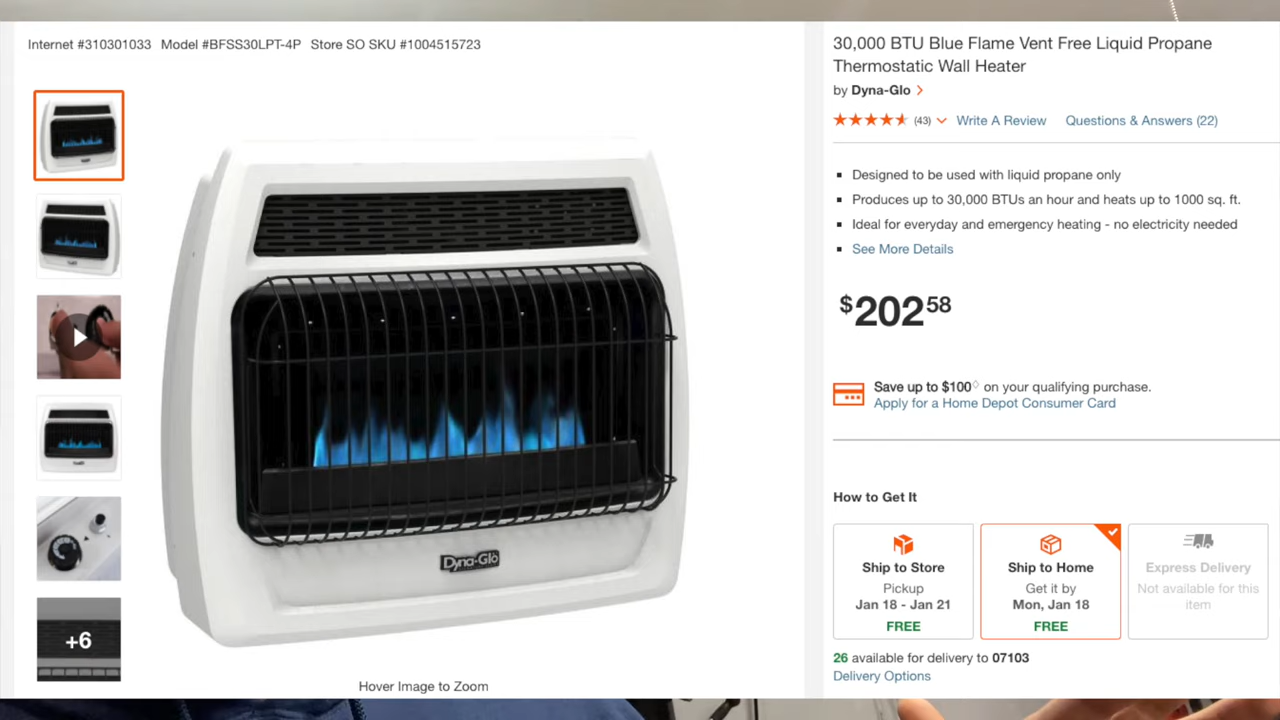 Internet #310301033 Model #BFSS30LPT-4P Store SO SKU #1004515723
+6
Dyna-Glo
Hover Image to Zoom
30,000 BTU Blue Flame Vent Free Liquid Propane
Thermostatic Wall Heater
by Dyna-Glo
(43) Write A Review Questions & Answers (22)
Designed to be used with liquid propane only
Produces up to 30,000 BTUs an hour and heats up to 1000 sq. ft.
Ideal for everyday and emergency heating - no electricity needed
See More Details
$202 58
Save up to $100◊ on your qualifying purchase.
Apply for a Home Depot Consumer Card
How to Get It
Ship to Store
Pickup
Jan 18 - Jan 21
FREE
Ship to Home
Get it by
Mon, Jan 18
FREE
Express Delivery
Not available for this
item
26 available for delivery to 07103
Delivery Options